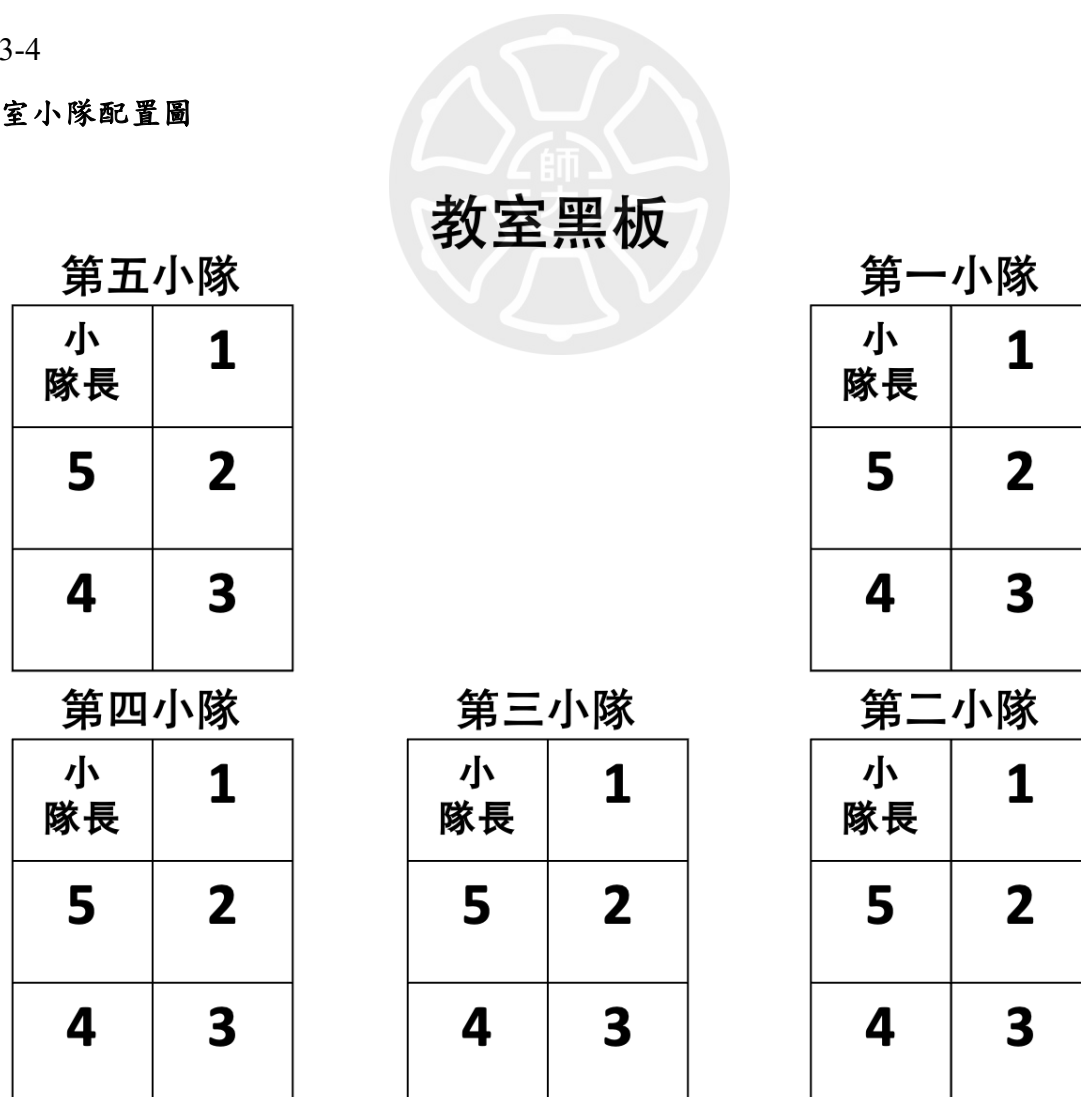 3-4
室小隊配置圖
師大
教室黑板
第五小隊 第一小隊
小隊長 1 小隊長 1
5 2 5 2
4 3 4 3
第四小隊 第三小隊 第二小隊
小隊長 1 小隊長 1 小隊長 1
5 2 5 2 5 2
4 3 4 3 4 3